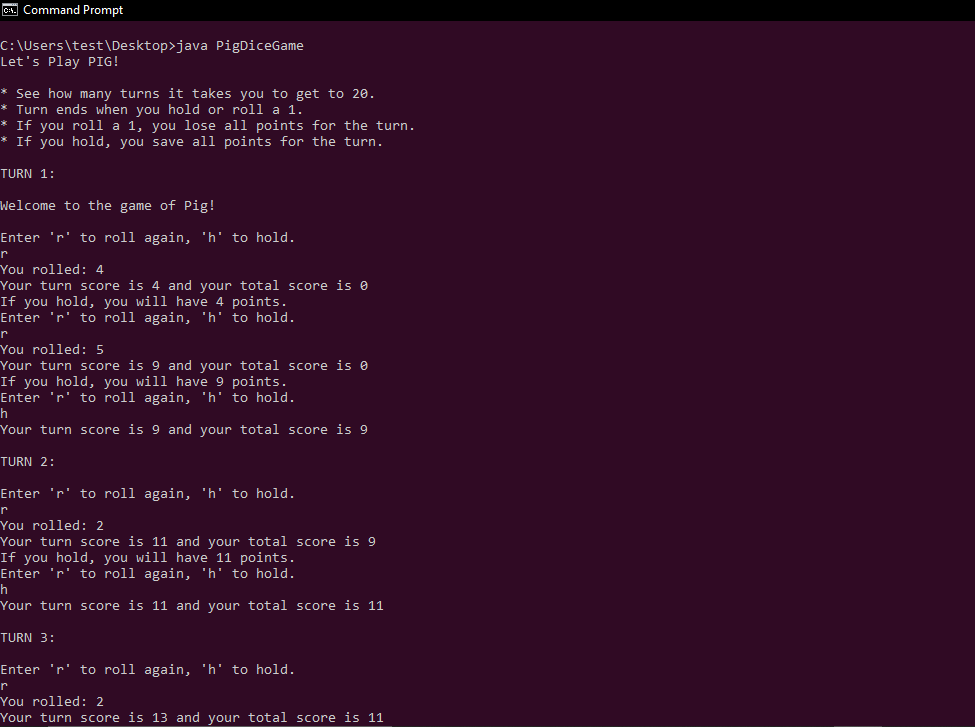 Command Prompt
C:\Users\test\Desktop>java PigDiceGame
Let's Play PIG!
* See how many turns it takes you to get to 20.
* Turn ends when you hold or roll a 1.
* If you roll a 1, you lose all points for the turn.
* If you hold, you save all points for the turn.
TURN 1:
Welcome to the game of Pig!
Enter 'r' to roll again, 'h' to hold.
r
You rolled: 4
Your turn score is 4 and your total score is 0
If you hold, you will have 4 points.
Enter 'r' to roll again, 'h' to hold.
r
You rolled: 5
Your turn score is 9 and your total score is 0
If you hold, you will have 9 points.
Enter 'r' to roll again, 'h' to hold.
h
Your turn score is 9 and your total score is 9
TURN 2:
Enter 'r' to roll again, 'h' to hold.
r
You rolled: 2
Your turn score is 11 and your total score is 9
If you hold, you will have 11 points.
Enter 'r' to roll again, 'h' to hold.
h
Your turn score is 11 and your total score is 11
TURN 3:
Enter 'r' to roll again, 'h' to hold.
r
You rolled: 2
Your turn score is 13 and your total score is 11